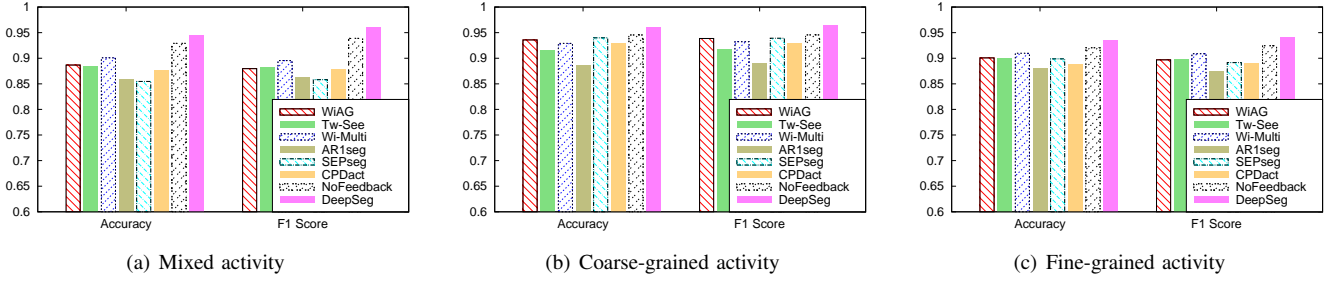 1
0.95
0.9
0.85
0.8
0.75
0.7
0.65
0.6
WiAG
Tw-See
Wi-Multi
AR1seg
SEPseg
CPDact
NoFeedback
DeepSeg
Accuracy
F1 Score
(a) Mixed activity
1
0.95
0.9
0.85
0.8
0.75
0.7
0.65
0.6
WiAG
Tw-See
Wi-Multi
AR1seg
SEPseg
CPDact
NoFeedback
DeepSeg
Accuracy
F1 Score
(b) Coarse-grained activity
1
0.95
0.9
0.85
0.8
0.75
0.7
0.65
0.6
WiAG
Tw-See
Wi-Multi
AR1seg
SEPseg
CPDact
NoFeedback
DeepSeg
Accuracy
F1 Score
(c) Fine-grained activity